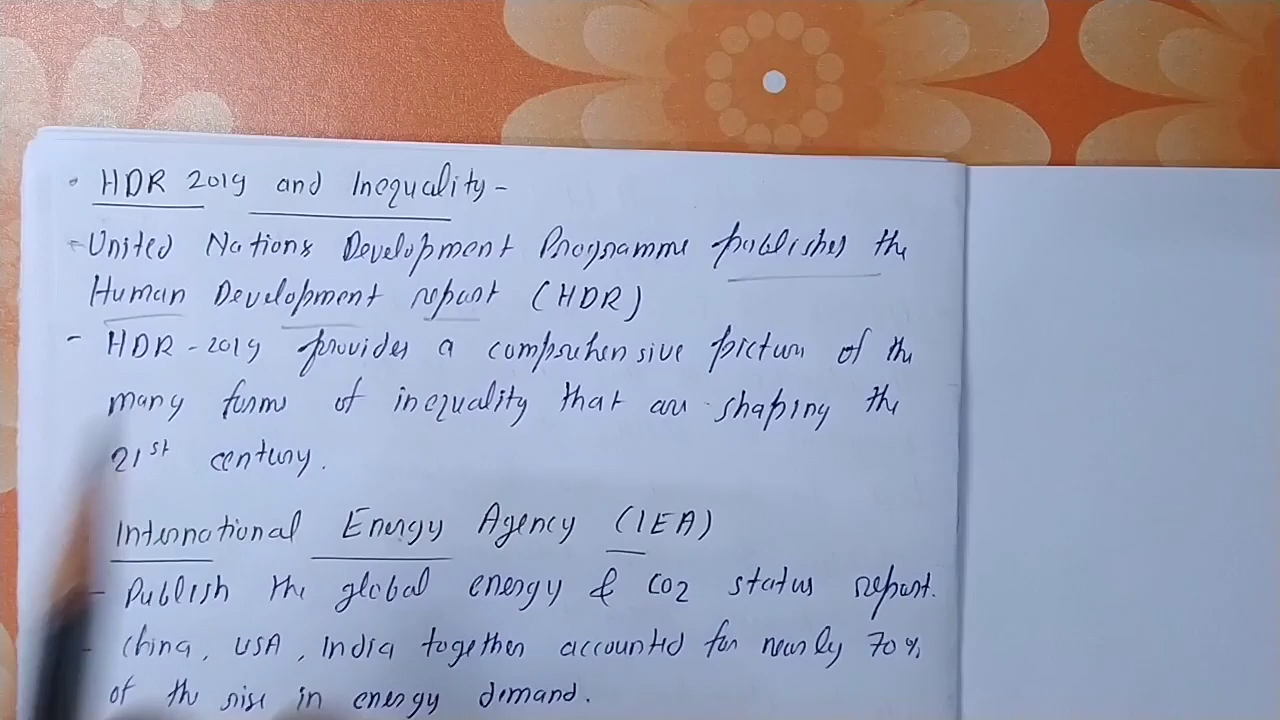 • HDR 2019 and Inequality -
- United Nations Development Programme publishes the
Human Development report (HDR)
- HDR - 2019 provides a comprehensive picture of the
many forms of inequality that are shaping the
21st century.
International Energy Agency (IEA)
- Publish the global energy & CO2 status report.
- China, USA, India together accounted for nearly 70%
of the rise in energy demand.